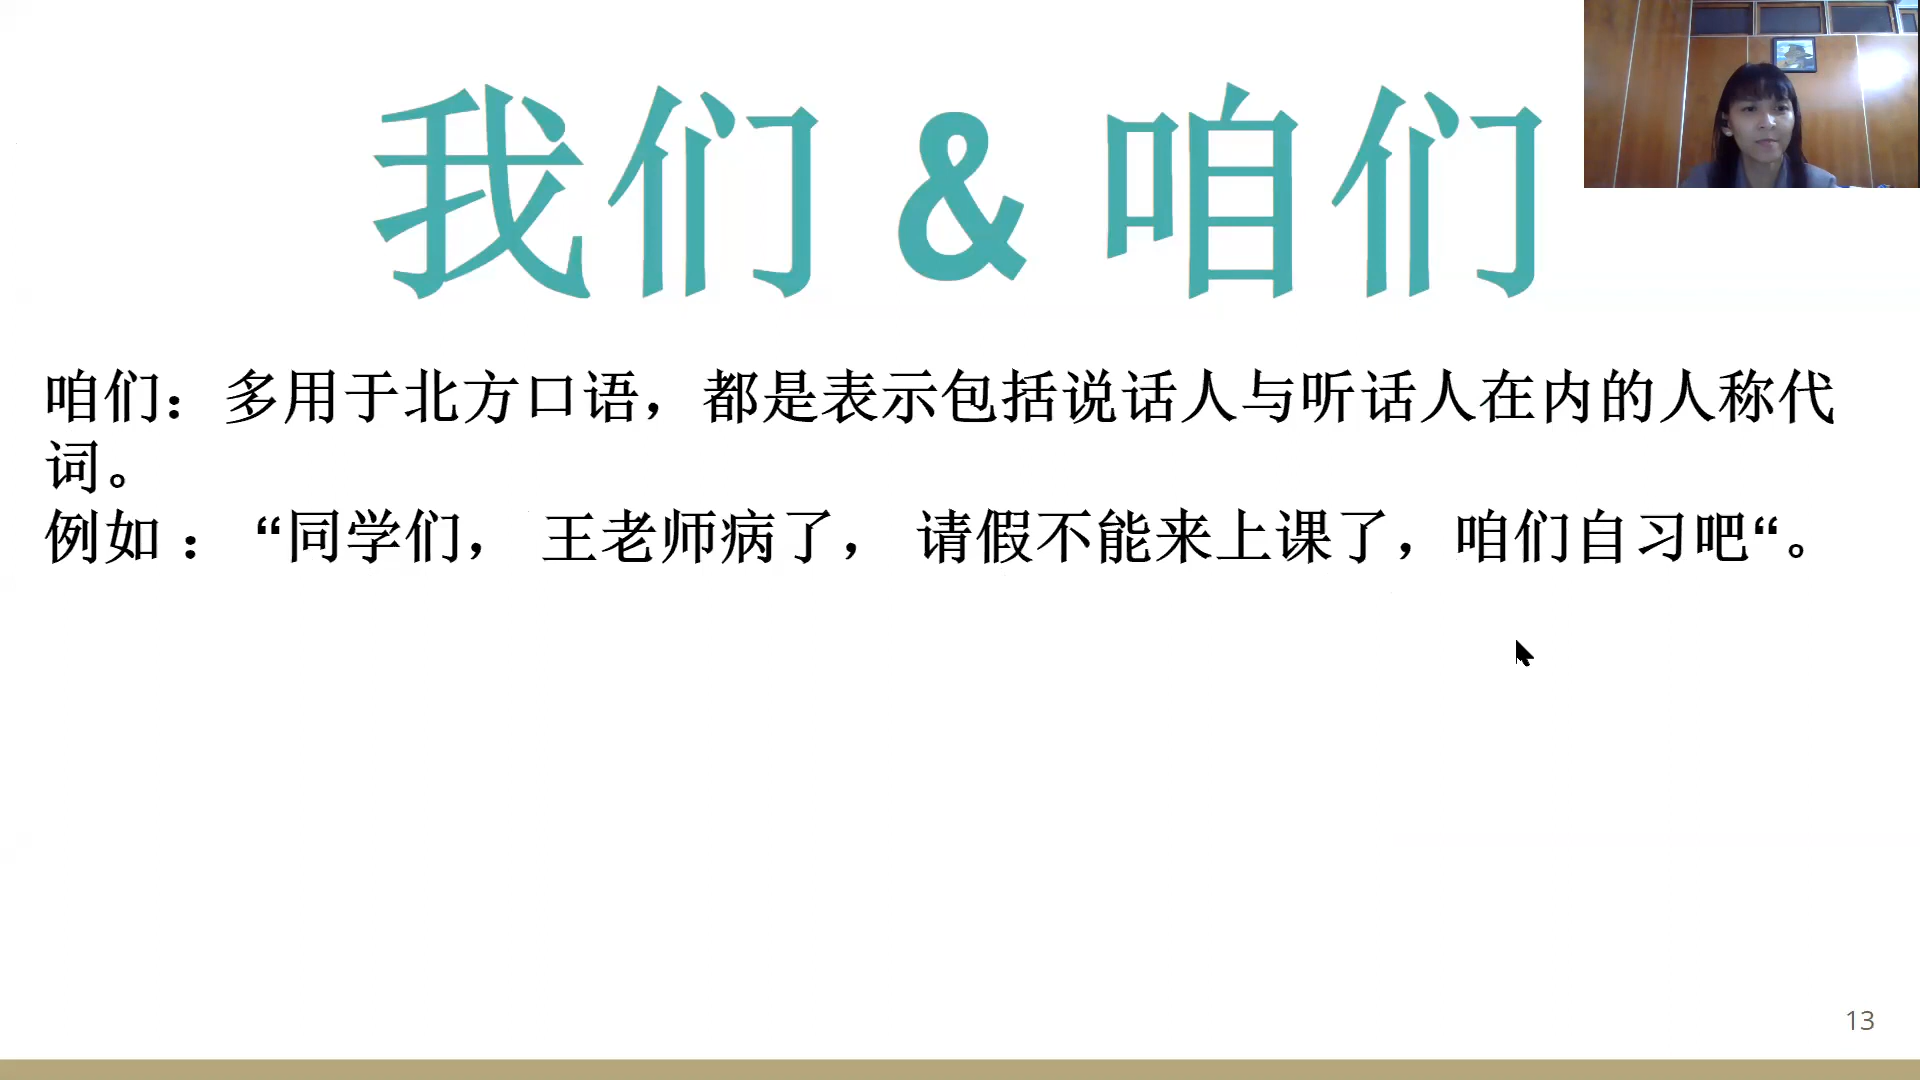 我们 & 咱们
咱们：多用于北方口语，都是表示包括说话人与听话人在内的人称代
词。
例如 ： “同学们， 王老师病了， 请假不能来上课了，咱们自习吧“。
13